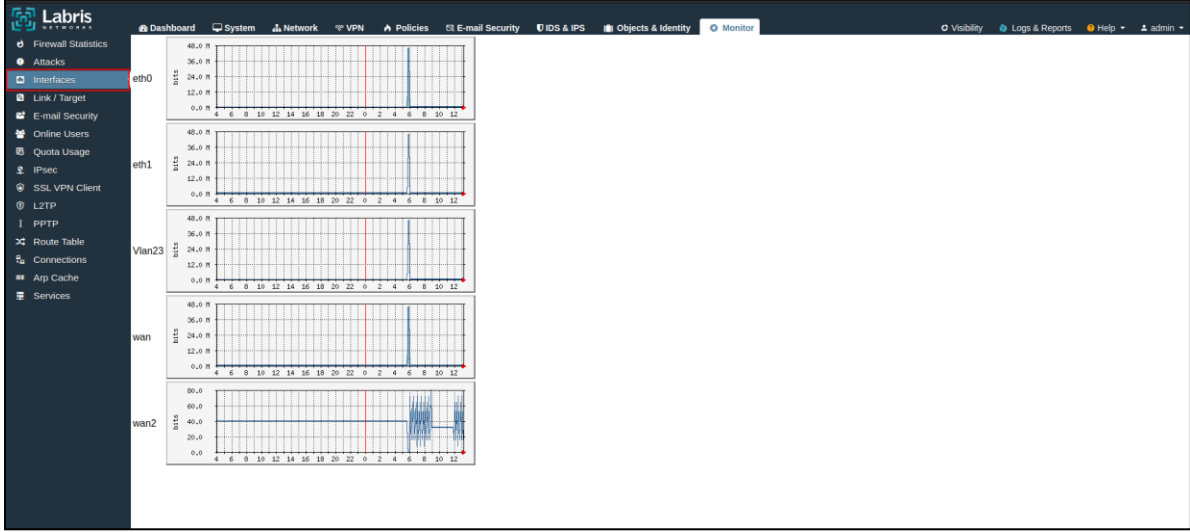 Labris
NETWORKS
Dashboard System Network VPN Policies E-mail Security IDS & IPS Objects & Identity Monitor Visibility Logs & Reports Help admin
Firewall Statistics
Attacks
Interfaces
Link / Target
E-mail Security
Online Users
Quota Usage
IPsec
SSL VPN Client
L2TP
PPTP
Route Table
Connections
Arp Cache
Services
eth0
bits
48.0 M
36.0 M
24.0 M
12.0 M
0.0 M
4 6 8 10 12 14 16 18 20 22 0 2 4 6 8 10 12
eth1
bits
48.0 M
36.0 M
24.0 M
12.0 M
0.0 M
4 6 8 10 12 14 16 18 20 22 0 2 4 6 8 10 12
Vlan23
bits
48.0 M
36.0 M
24.0 M
12.0 M
0.0 M
4 6 8 10 12 14 16 18 20 22 0 2 4 6 8 10 12
wan
bits
48.0 M
36.0 M
24.0 M
12.0 M
0.0 M
4 6 8 10 12 14 16 18 20 22 0 2 4 6 8 10 12
wan2
bits
80.0
60.0
40.0
20.0
0.0
4 6 8 10 12 14 16 18 20 22 0 2 4 6 8 10 12